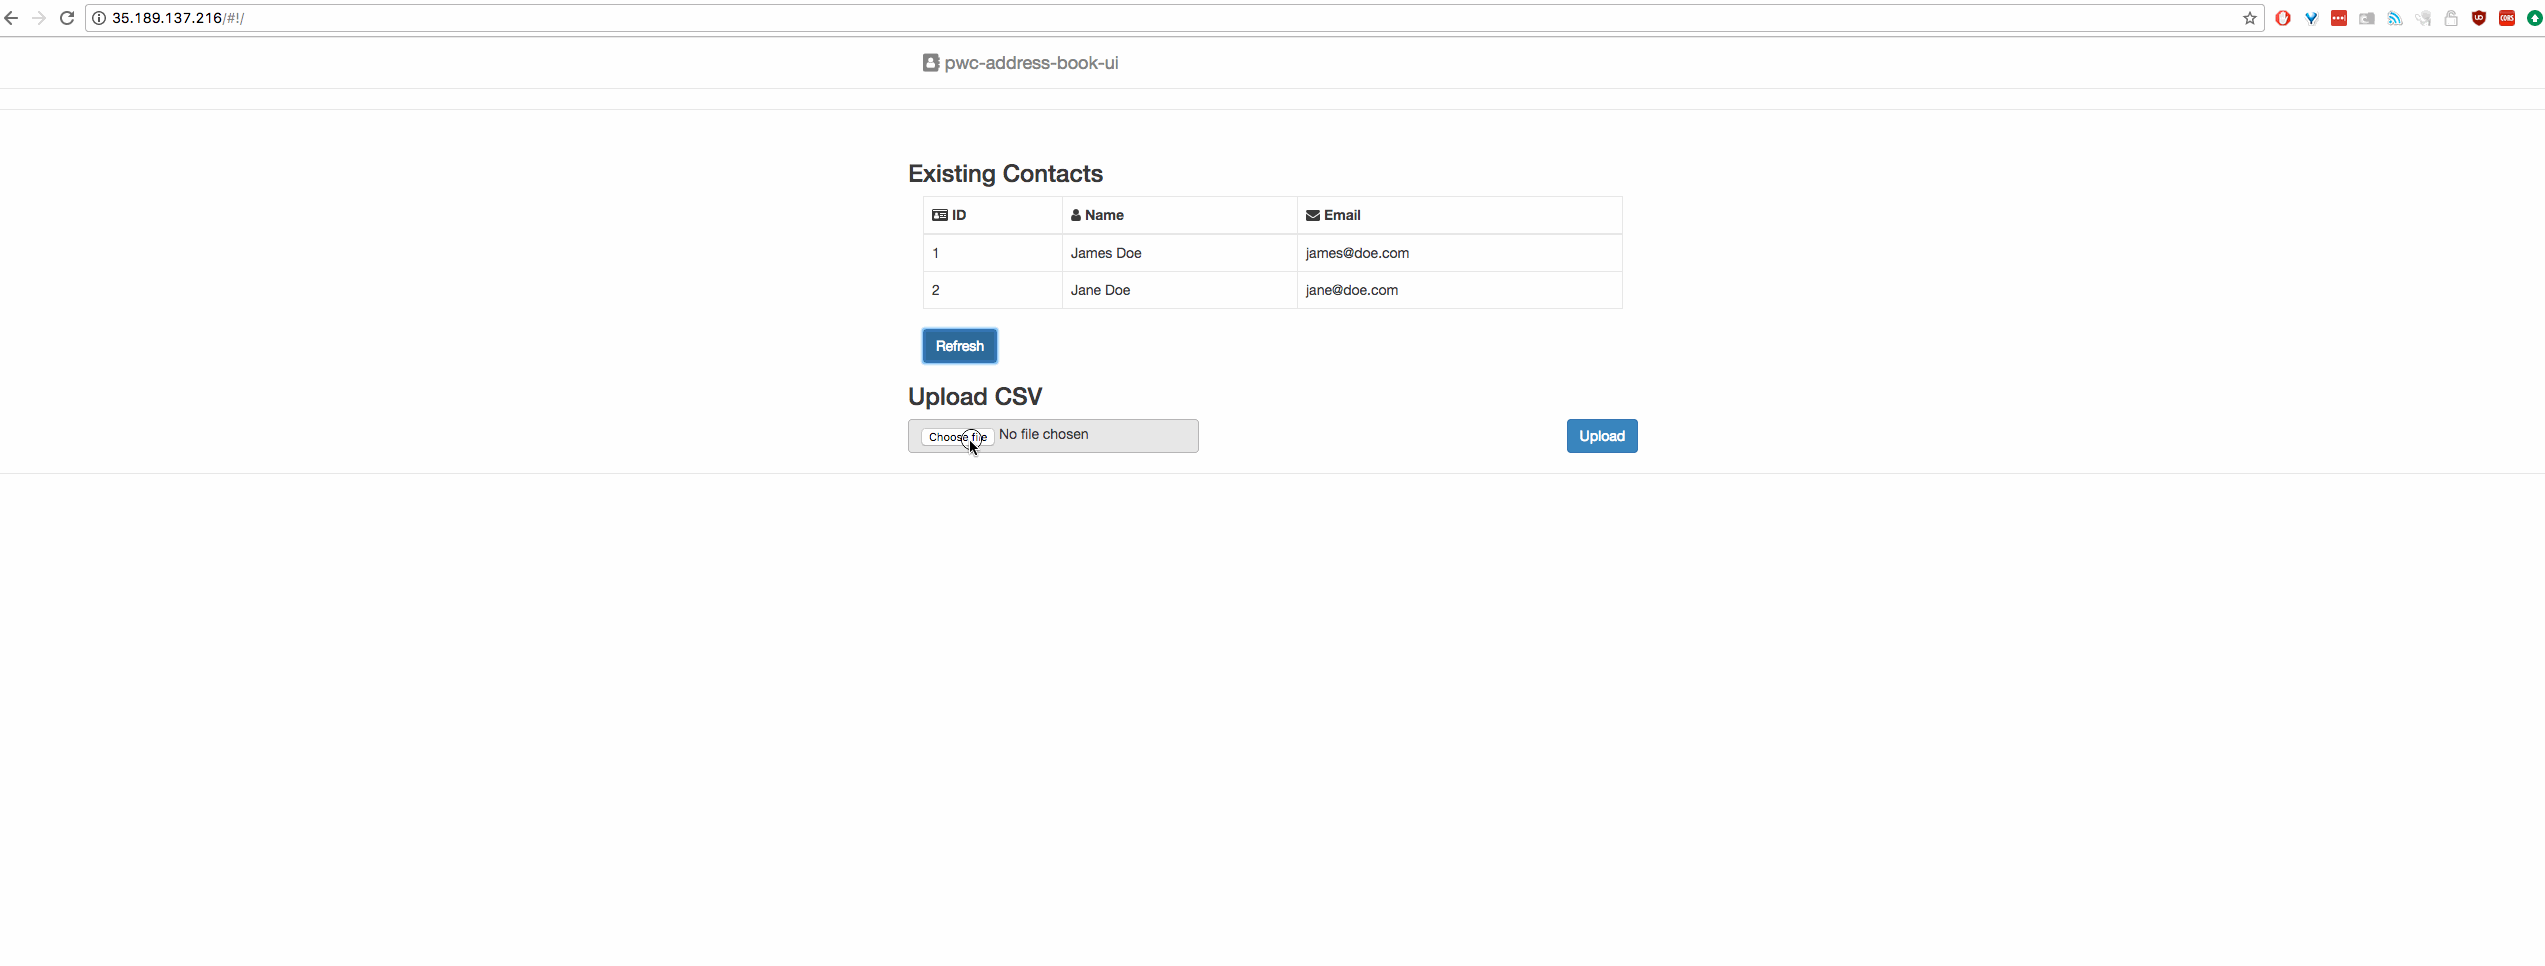 35.189.137.216/#!/
CORS
pwc-address-book-ui
Existing Contacts
ID Name Email
1 James Doe james@doe.com
2 Jane Doe jane@doe.com
Refresh
Upload CSV
Choose file No file chosen Upload